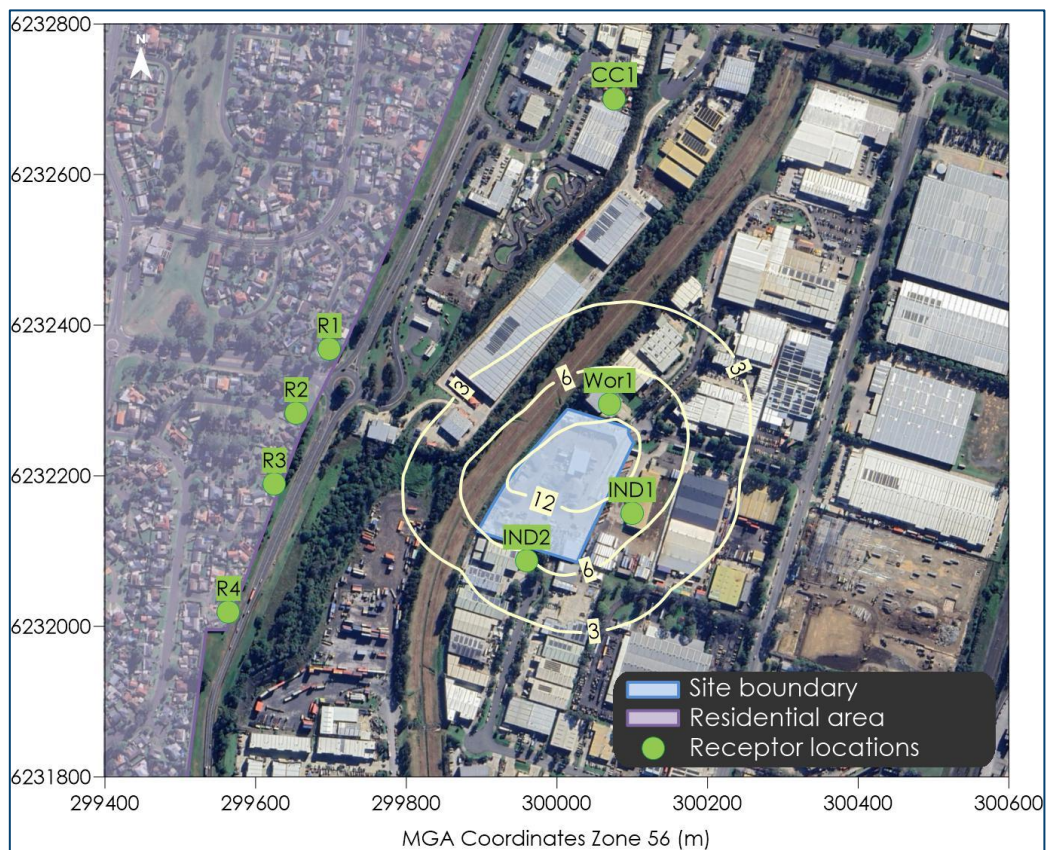 6232800
N
CC1
6232600
6232400
R1
3
6
Wor1
3
R2
6232200
R3
12
IND1
IND2
6
R4
6232000
3
Site boundary
Residential area
Receptor locations
6231800
299400 299600 299800 300000 300200 300400 300600
MGA Coordinates Zone 56 (m)